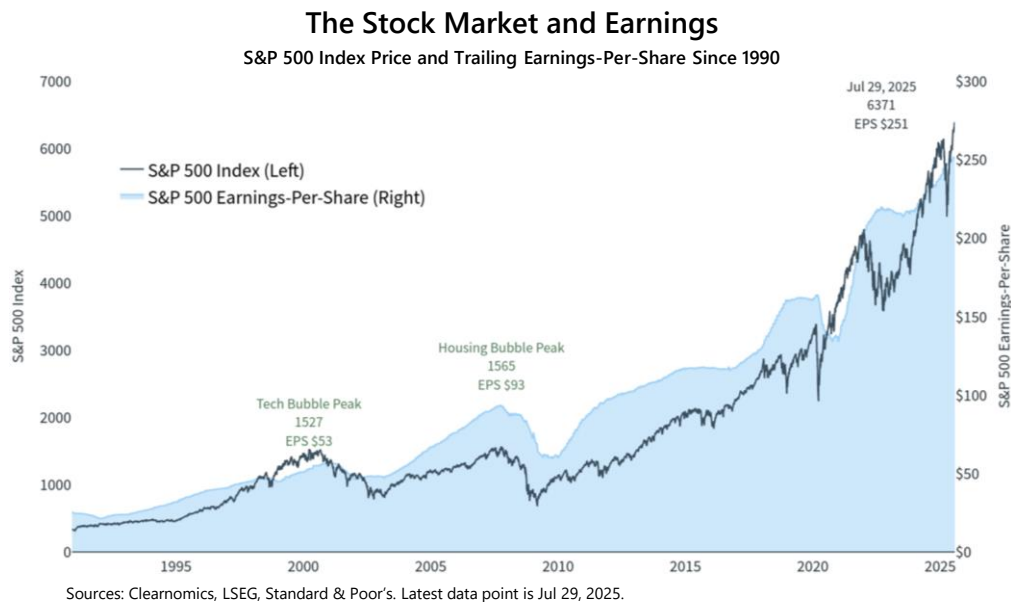 The Stock Market and Earnings
S&P 500 Index Price and Trailing Earnings-Per-Share Since 1990
7000
6000
5000
4000
3000
2000
1000
0
S&P 500 Index
S&P 500 Index (Left)
S&P 500 Earnings-Per-Share (Right)
Tech Bubble Peak
1527
EPS $53
Housing Bubble Peak
1565
EPS $93
Jul 29, 2025
6371
EPS $251
$300
$250
$200
$150
$100
$50
$0
S&P 500 Earnings-Per-Share
1995 2000 2005 2010 2015 2020 2025
Sources: Clearnomics, LSEG, Standard & Poor's. Latest data point is Jul 29, 2025.